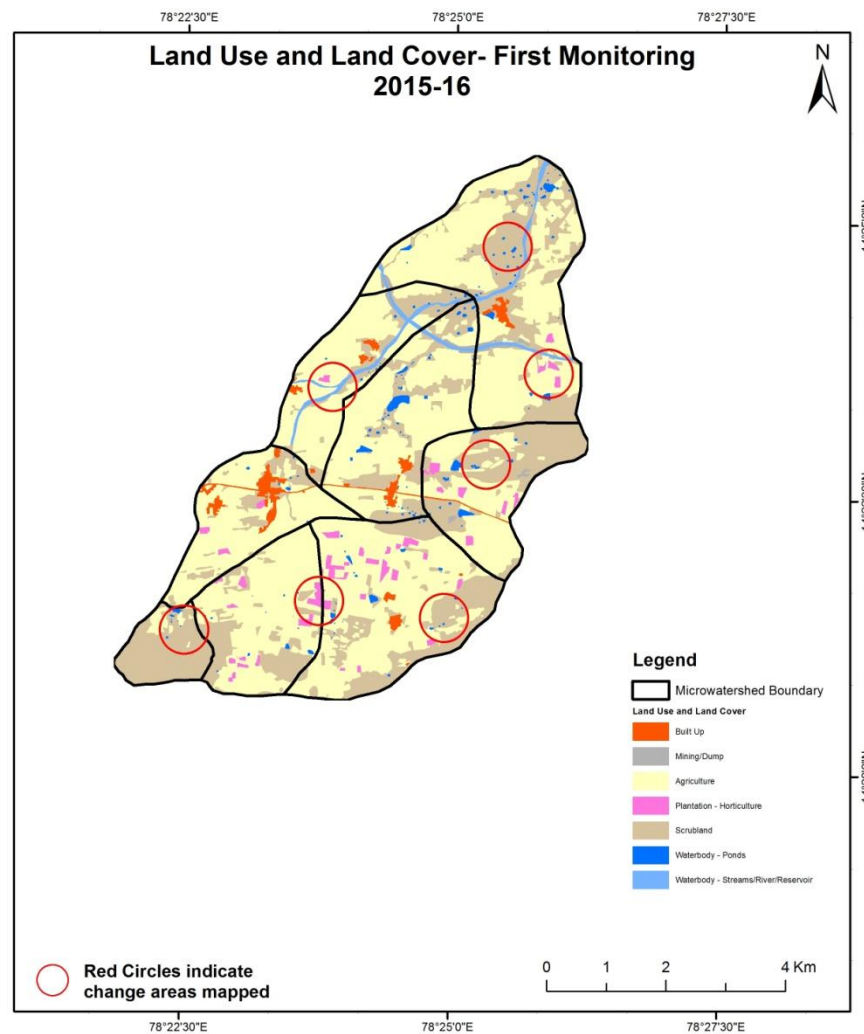 78°22'30"E 78°25'0"E 78°27'30"E
Land Use and Land Cover- First Monitoring
2015-16
N
Legend
Microwatershed Boundary
Land Use and Land Cover
Built Up
Mining/Dump
Agriculture
Plantation - Horticulture
Scrubland
Waterbody - Ponds
Waterbody - Streams/River/Reservoir
Red Circles indicate
change areas mapped
0 1 2 4 Km
78°22'30"E 78°25'0"E 78°27'30"E